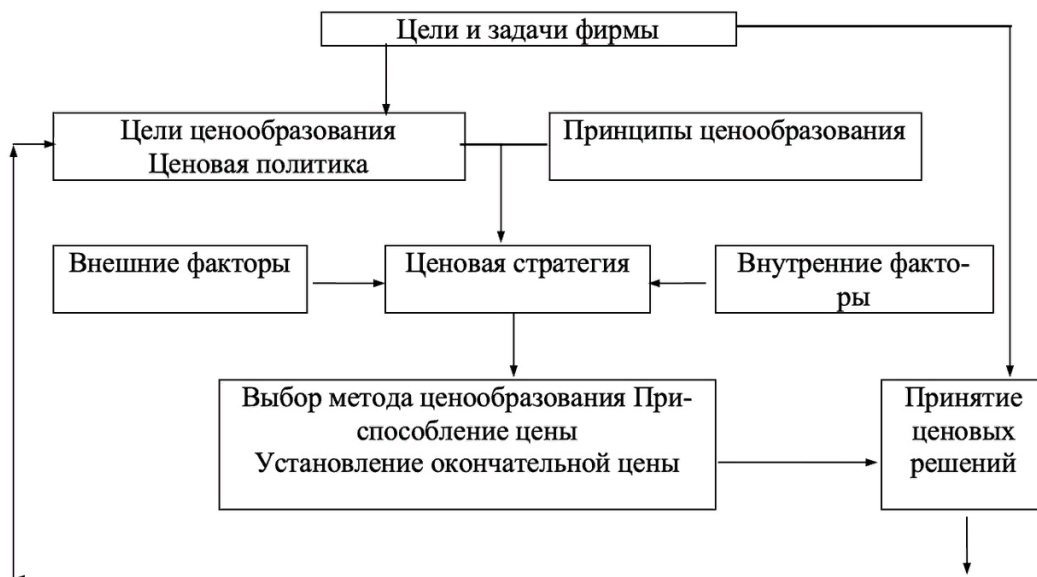 Цели и задачи фирмы
Цели ценообразования
Ценовая политика
Принципы ценообразования
Внешние факторы
Ценовая стратегия
Внутренние факто-
ры
Выбор метода ценообразования При-
способление цены
Установление окончательной цены
Принятие
ценовых
решений